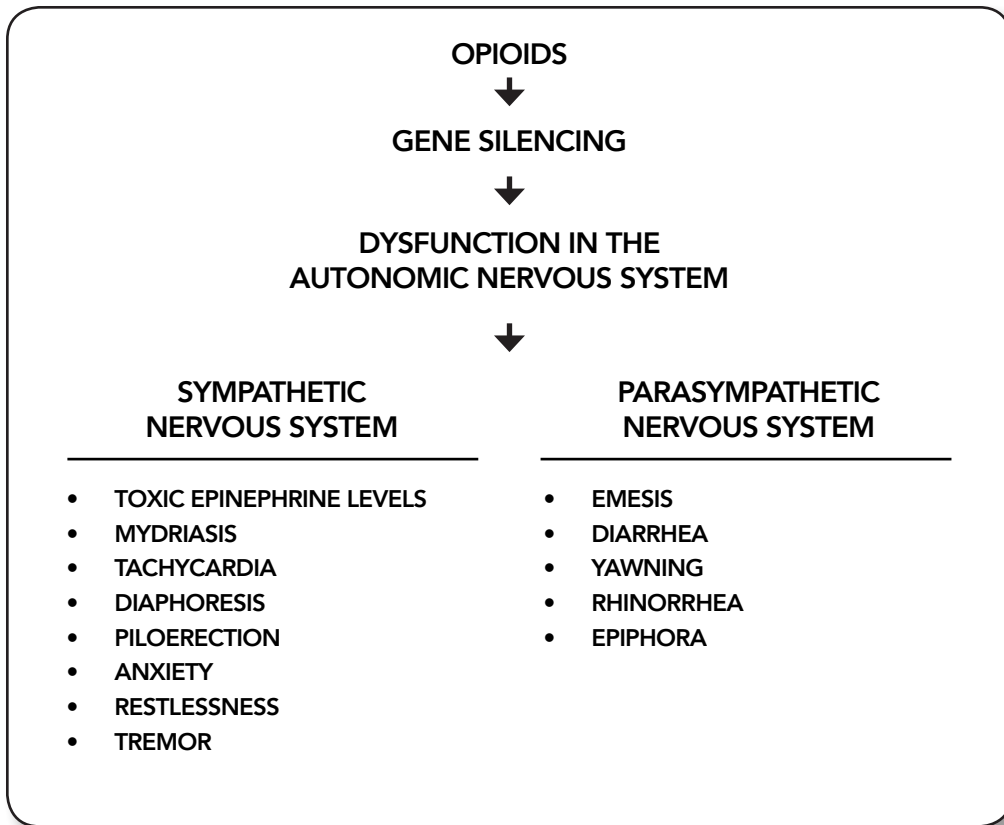 OPIOIDS
GENE SILENCING
DYSFUNCTION IN THE
AUTONOMIC NERVOUS SYSTEM
SYMPATHETIC
NERVOUS SYSTEM
• TOXIC EPINEPHRINE LEVELS
• MYDRIASIS
• TACHYCARDIA
• DIAPHORESIS
• PILOERECTION
• ANXIETY
• RESTLESSNESS
• TREMOR
PARASYMPATHETIC
NERVOUS SYSTEM
• EMESIS
• DIARRHEA
• YAWNING
• RHINORRHEA
• EPIPHORA